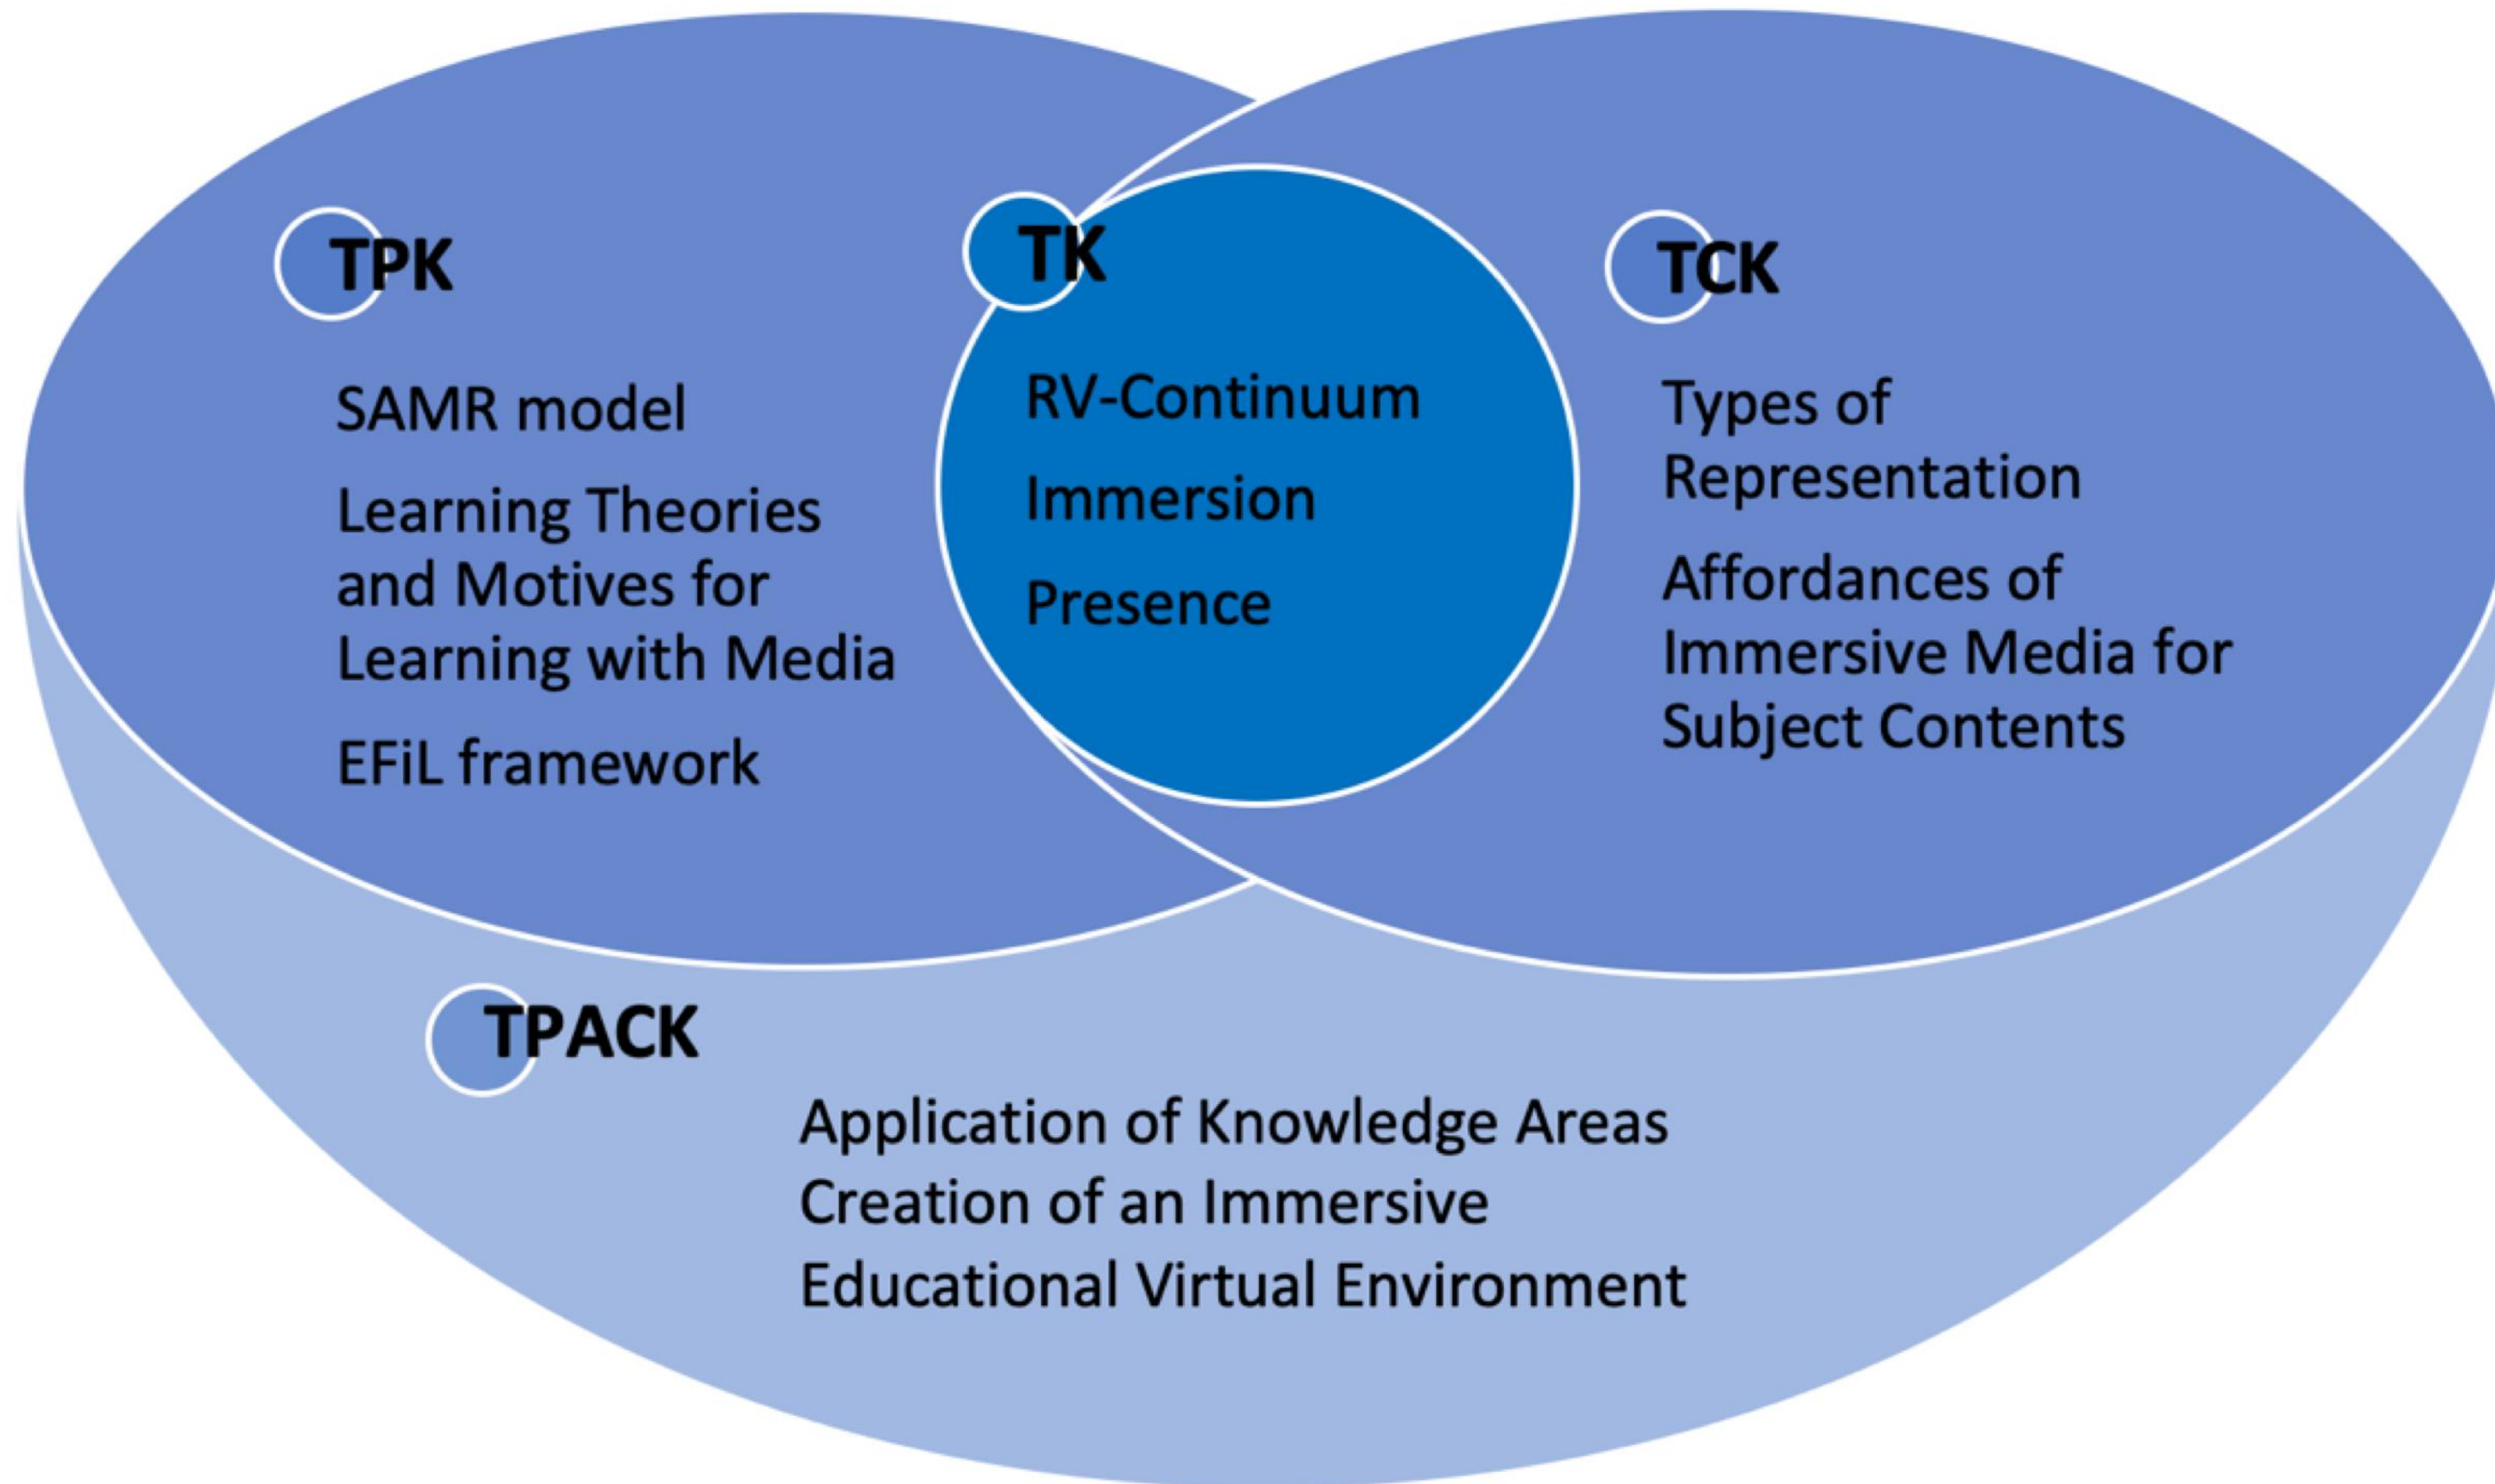 TPK
SAMR model
Learning Theories
and Motives for
Learning with Media
EFiL framework
TK
RV-Continuum
Immersion
Presence
TCK
Types of
Representation
Affordances of
Immersive Media for
Subject Contents
TPACK
Application of Knowledge Areas
Creation of an Immersive
Educational Virtual Environment